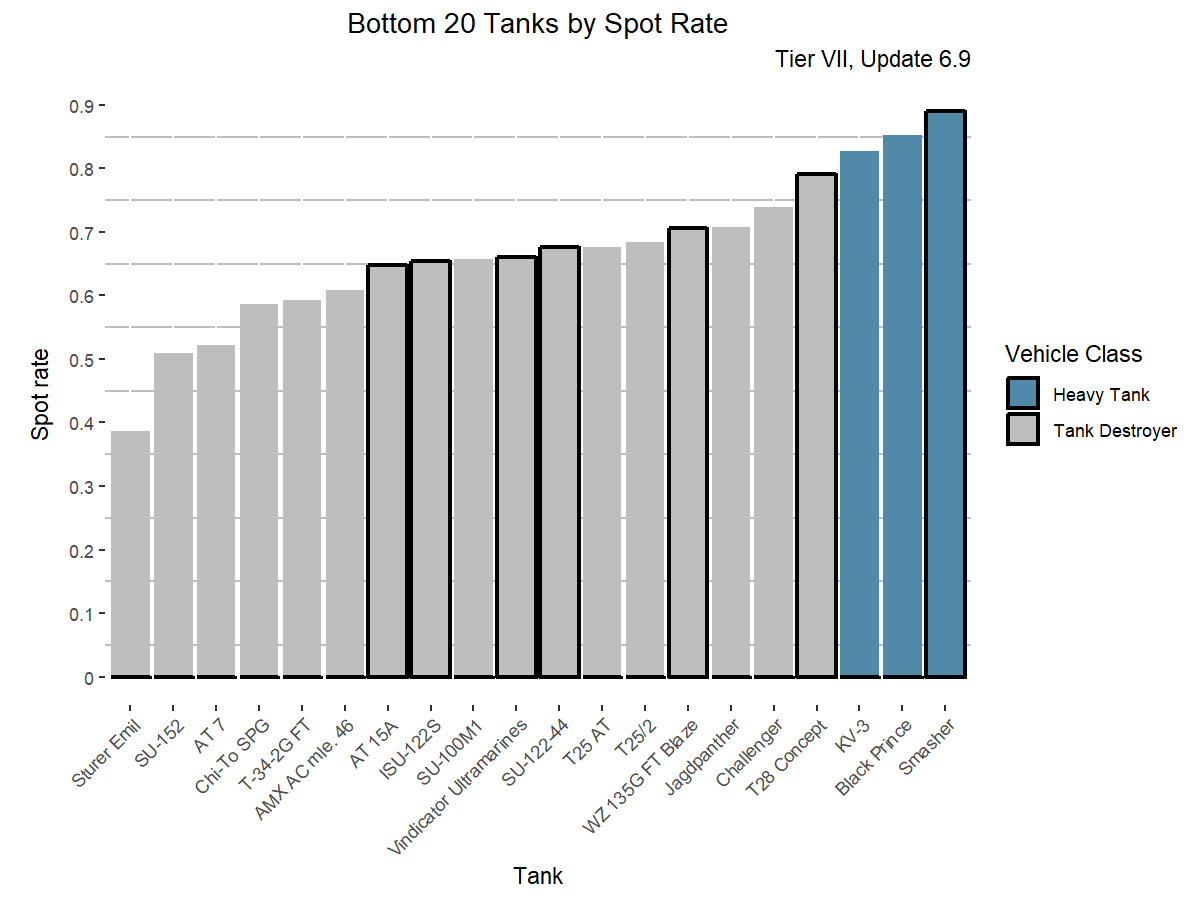 Bottom 20 Tanks by Spot Rate
Tier VII, Update 6.9
Spot rate
0.9
0.8
0.7
0.6
0.5
0.4
0.3
0.2
0.1
0
Sturer Emil
SU-152
AT 7
Chi-To SPG
T-34-2G FT
AMX AC mle. 46
AT 15A
ISU-122S
SU-100M1
Vindicator Ultramarines
SU-122-44
T25 AT
T25/2
WZ 135G FT Blaze
Jagdpanther
Challenger
T28 Concept
KV-3
Black Prince
Smasher
Tank
Vehicle Class
Heavy Tank
Tank Destroyer